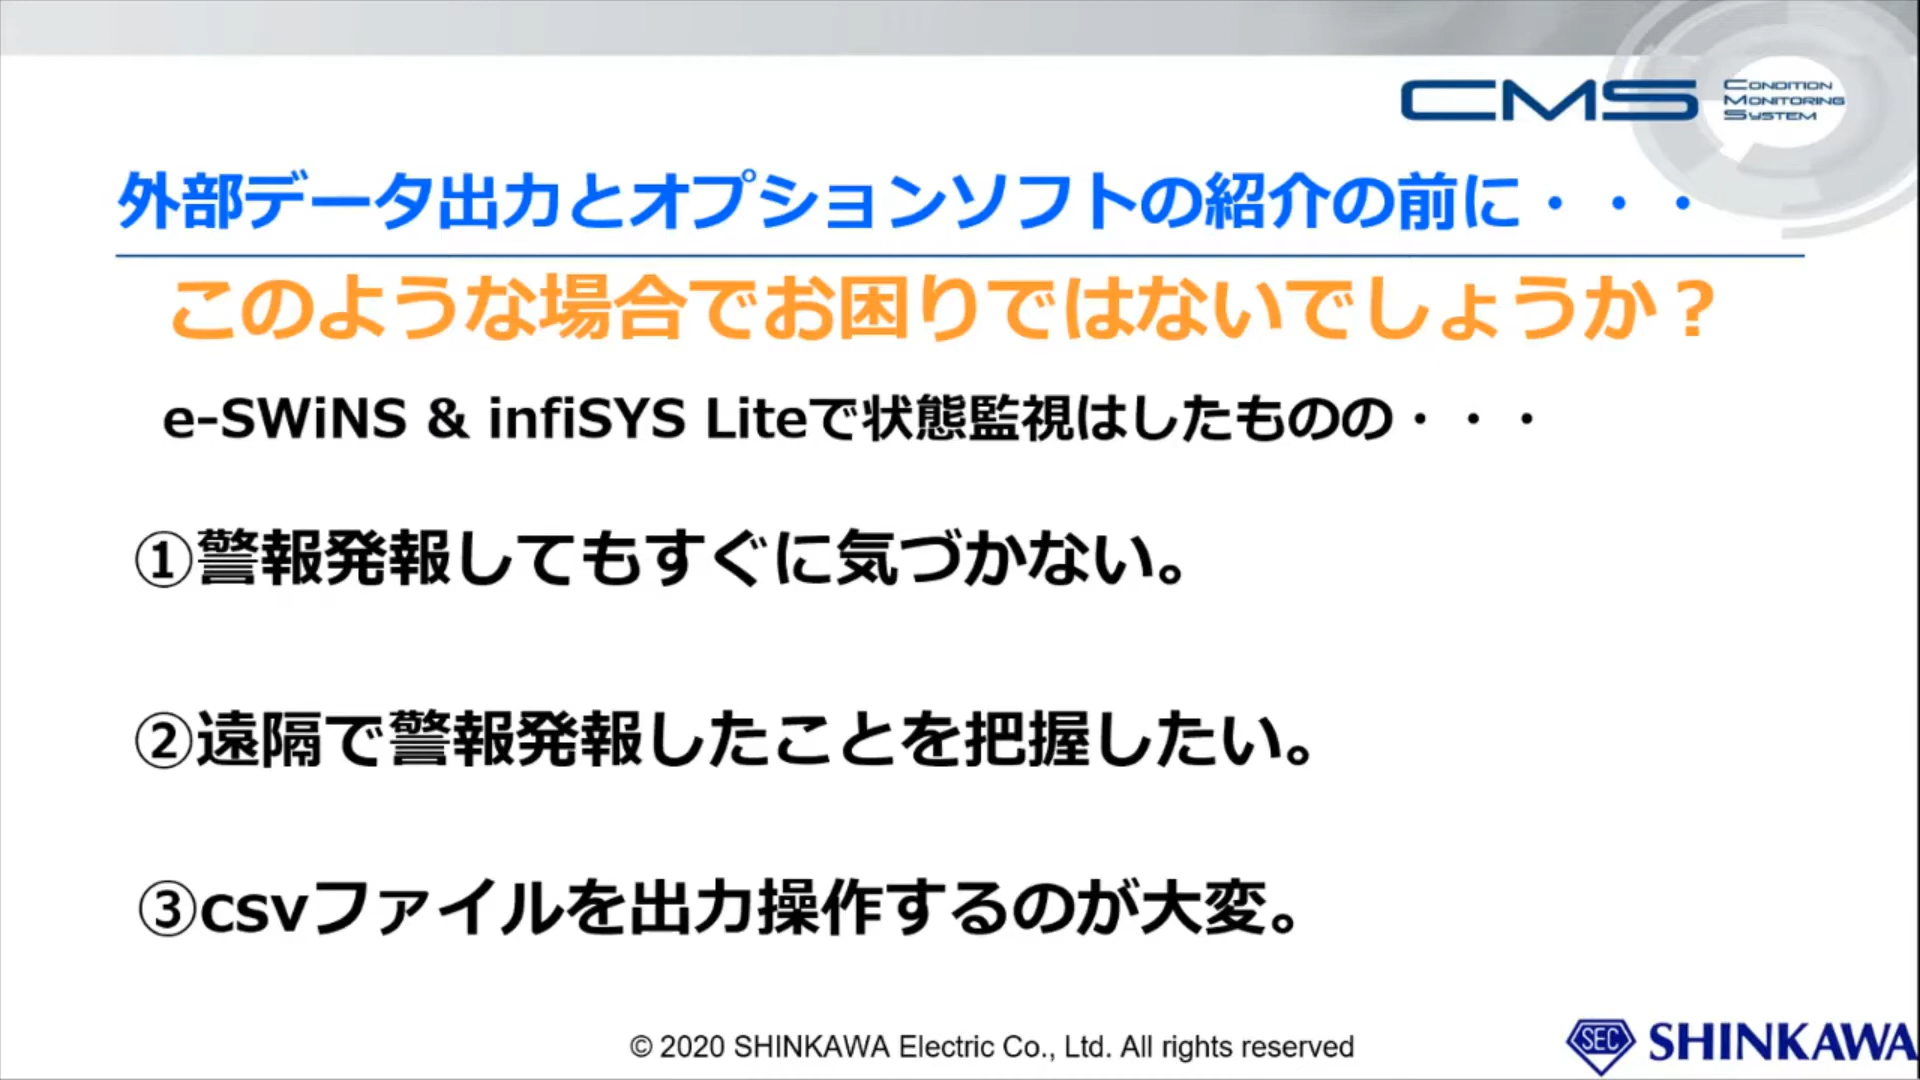 CMS
CONDITION
MONITORING
SYSTEM
外部データ出力とオプションソフトの紹介の前に・・・
このような場合でお困りではないでしょうか？
e-SWiNS & infiSYS Liteで状態監視はしたものの・・・
①警報発報してもすぐに気づかない。
②遠隔で警報発報したことを把握したい。
③csvファイルを出力操作するのが大変。
© 2020 SHINKAWA Electric Co., Ltd. All rights reserved
SEC SHINKAWA